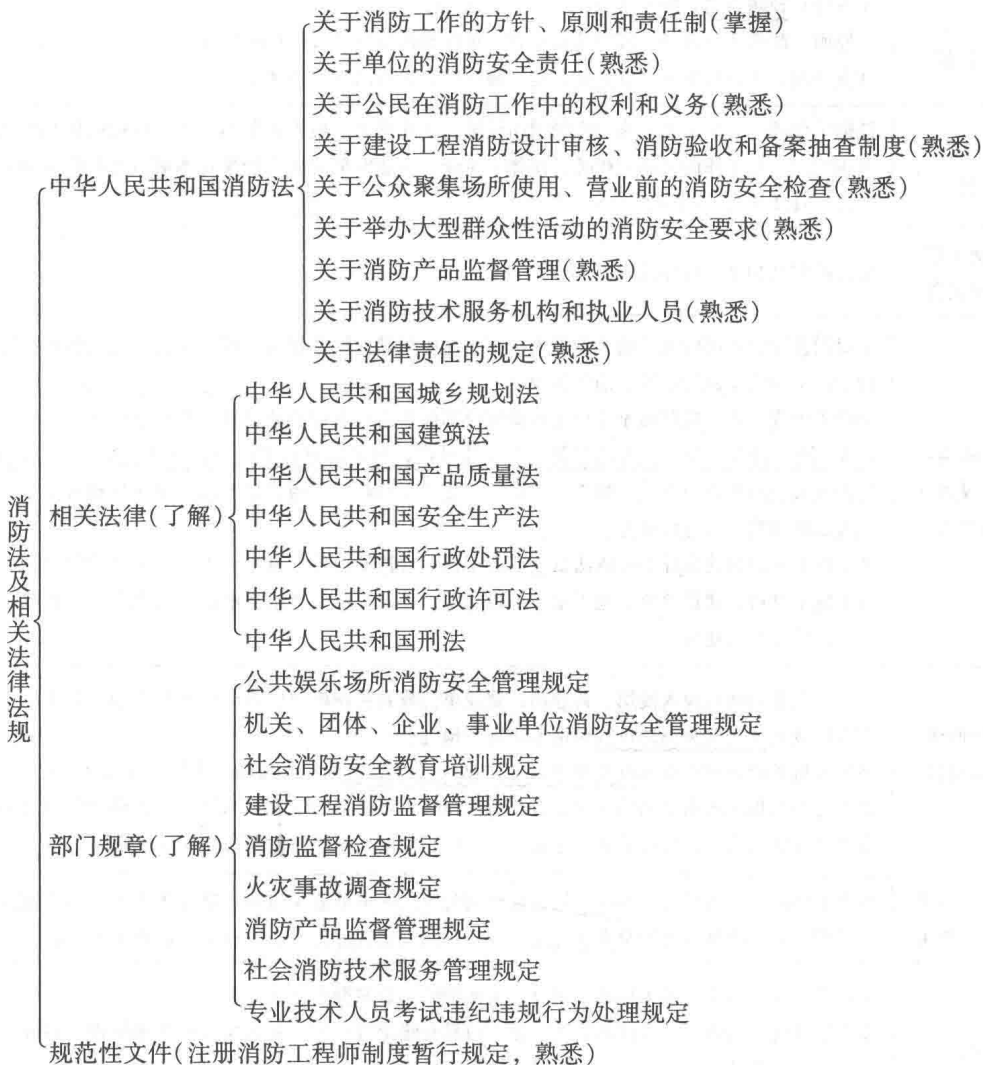 消防法及相关法律法规
中华人民共和国消防法
关于消防工作的方针、原则和责任制(掌握)
关于单位的消防安全责任(熟悉)
关于公民在消防工作中的权利和义务(熟悉)
关于建设工程消防设计审核、消防验收和备案抽查制度(熟悉)
关于公众聚集场所使用、营业前的消防安全检查(熟悉)
关于举办大型群众性活动的消防安全要求(熟悉)
关于消防产品监督管理(熟悉)
关于消防技术服务机构和执业人员(熟悉)
关于法律责任的规定(熟悉)
相关法律(了解)
中华人民共和国城乡规划法
中华人民共和国建筑法
中华人民共和国产品质量法
中华人民共和国安全生产法
中华人民共和国行政处罚法
中华人民共和国行政许可法
中华人民共和国刑法
部门规章(了解)
公共娱乐场所消防安全管理规定
机关、团体、企业、事业单位消防安全管理规定
社会消防安全教育培训规定
建设工程消防监督管理规定
消防监督检查规定
火灾事故调查规定
消防产品监督管理规定
社会消防技术服务管理规定
专业技术人员考试违纪违规行为处理规定
规范性文件(注册消防工程师制度暂行规定，熟悉)